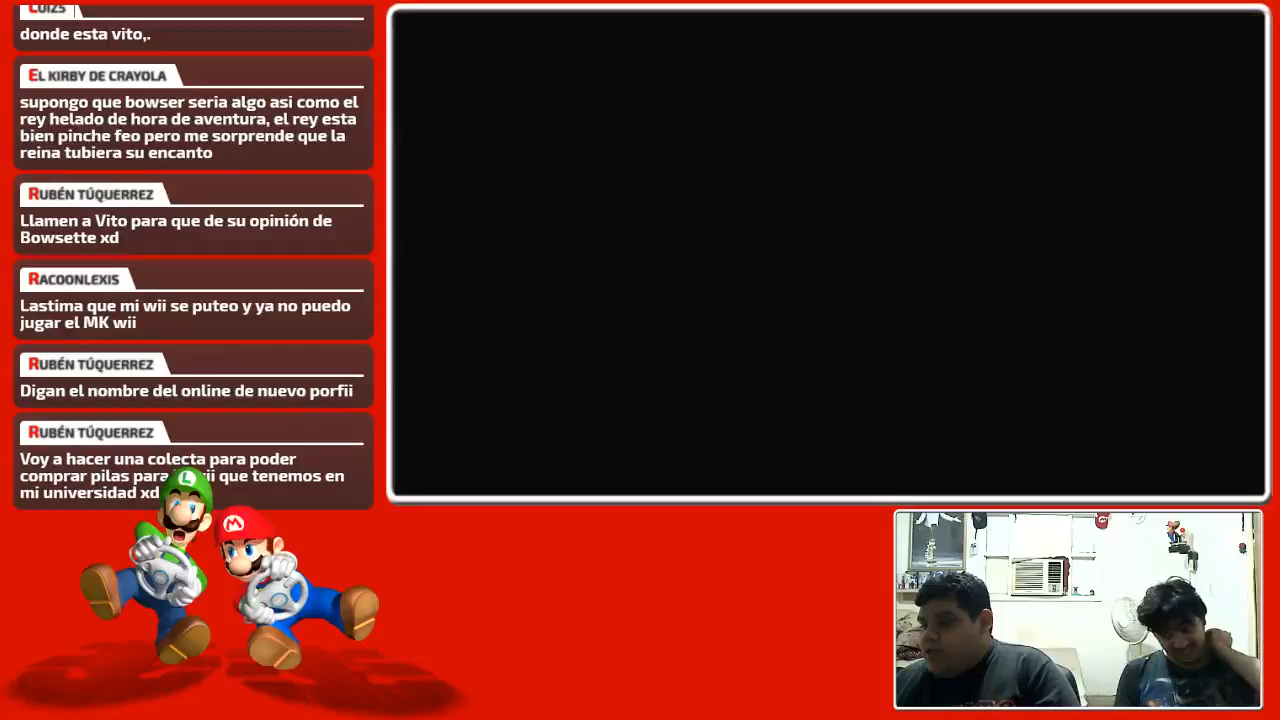 LUIZS
donde esta vito,.
EL KIRBY DE CRAYOLA
supongo que bowser seria algo asi como el
rey helado de hora de aventura, el rey esta
bien pinche feo pero me sorprende que la
reina tubiera su encanto
RUBÉN TÚQUERREZ
Llamen a Vito para que de su opinión de
Bowsette xd
RACOONLEXIS
Lastima que mi wii se puteo y ya no puedo
jugar el MK wii
RUBÉN TÚQUERREZ
Digan el nombre del online de nuevo porfii
RUBÉN TÚQUERREZ
Voy a hacer una colecta para poder
comprar pilas para que tenemos en
mi universidad xd